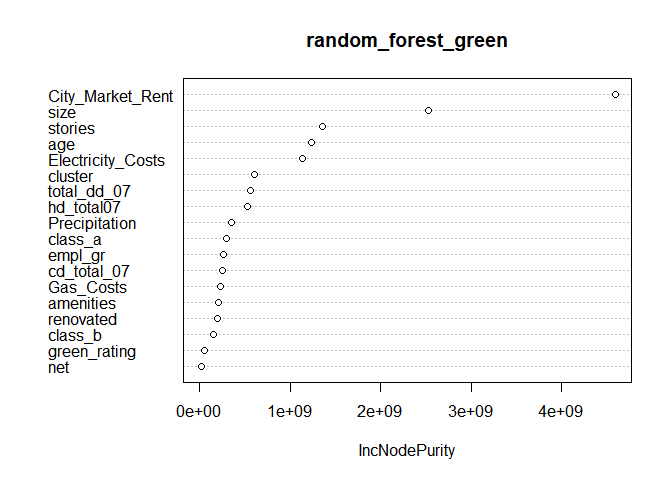 random_forest_green
City_Market_Rent
size
stories
age
Electricity_Costs
cluster
total_dd_07
hd_total07
Precipitation
class_a
empl_gr
cd_total_07
Gas_Costs
amenities
renovated
class_b
green_rating
net
0e+00 1e+09 2e+09 3e+09 4e+09
IncNodePurity